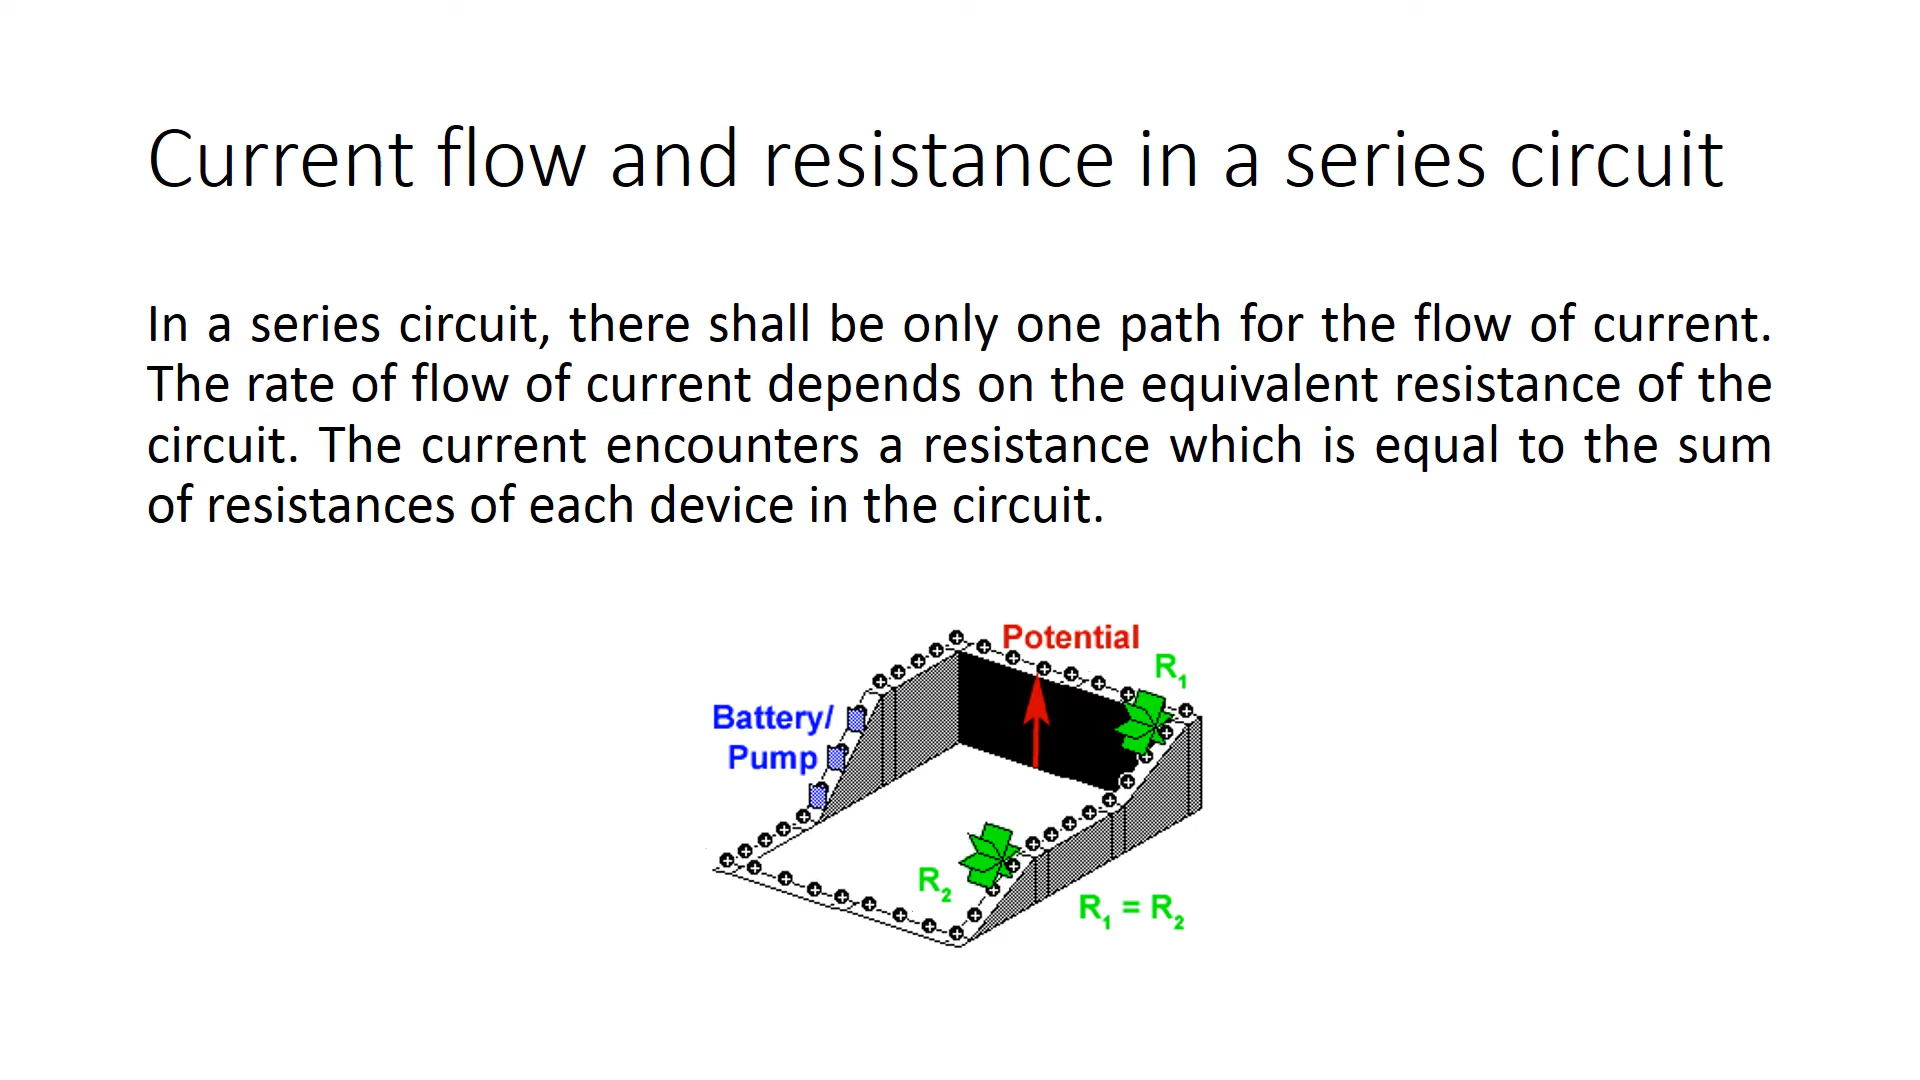 Current flow and resistance in a series circuit
In a series circuit, there shall be only one path for the flow of current.
The rate of flow of current depends on the equivalent resistance of the
circuit. The current encounters a resistance which is equal to the sum
of resistances of each device in the circuit.
Potential
R1
Battery/
Pump
R2
R1 = R2